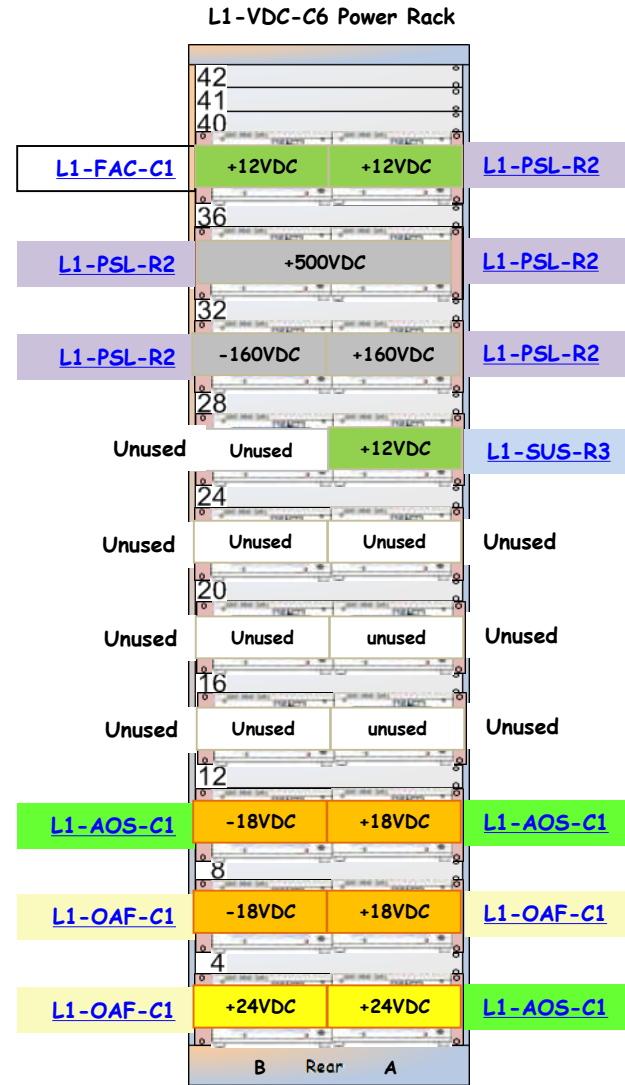 L1-VDC-C6 Power Rack
42
41
40
L1-FAC-C1 +12VDC +12VDC L1-PSL-R2
36
L1-PSL-R2 +500VDC L1-PSL-R2
32
L1-PSL-R2 -160VDC +160VDC L1-PSL-R2
28
Unused Unused +12VDC L1-SUS-R3
24
Unused Unused Unused Unused
20
Unused Unused unused Unused
16
Unused Unused unused Unused
12
L1-AOS-C1 -18VDC +18VDC L1-AOS-C1
8
L1-OAF-C1 -18VDC +18VDC L1-OAF-C1
4
L1-OAF-C1 +24VDC +24VDC L1-AOS-C1
B Rear A